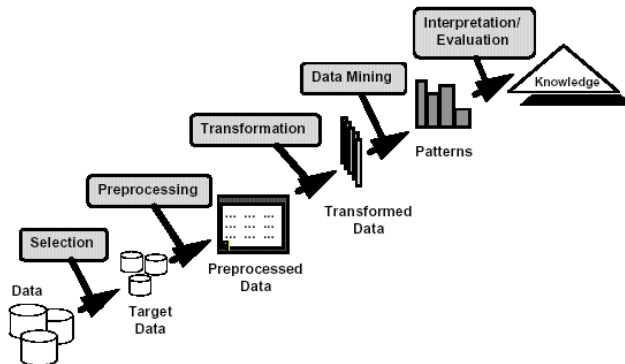 Interpretation/
Evaluation
Data Mining
Knowledge
Transformation
Patterns
Preprocessing
Transformed
Data
Selection
Preprocessed
Data
Data
Target
Data